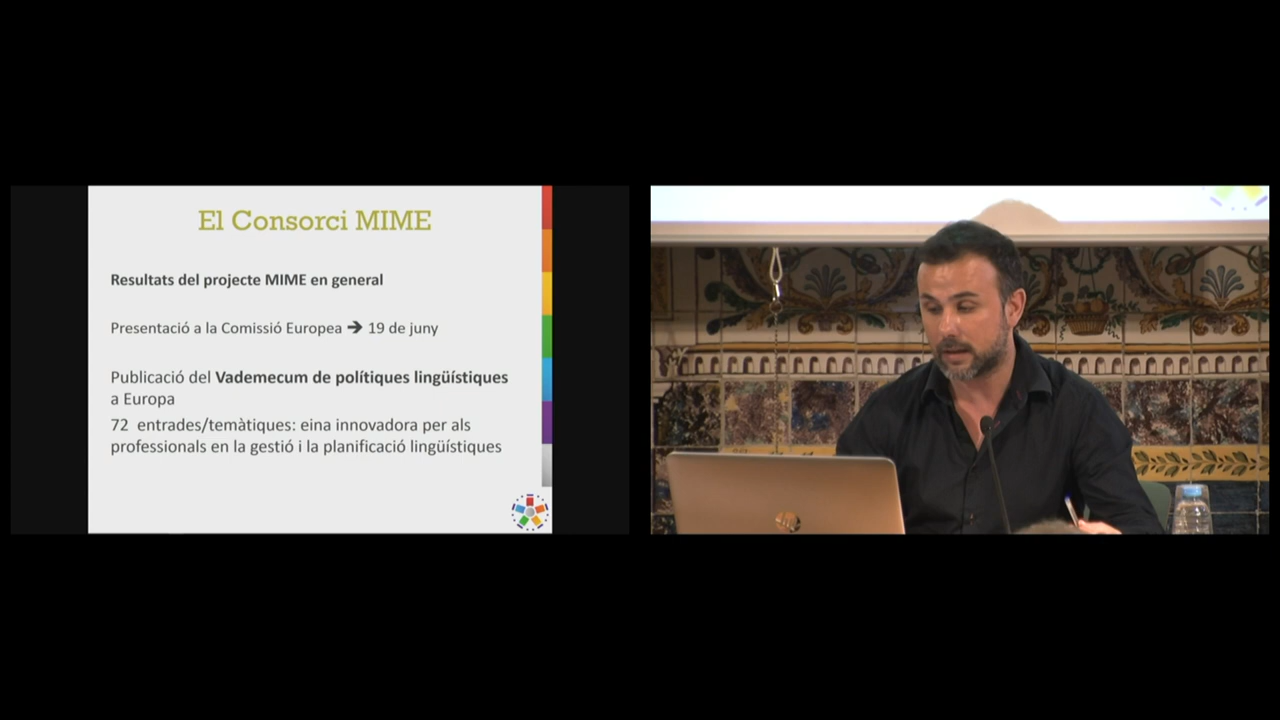 El Consorci MIME
Resultats del projecte MIME en general
Presentació a la Comissió Europea ➔ 19 de juny
Publicació del Vademecum de polítiques lingüístiques
a Europa
72 entrades/temàtiques: eina innovadora per als
professionals en la gestió i la planificació lingüístiques